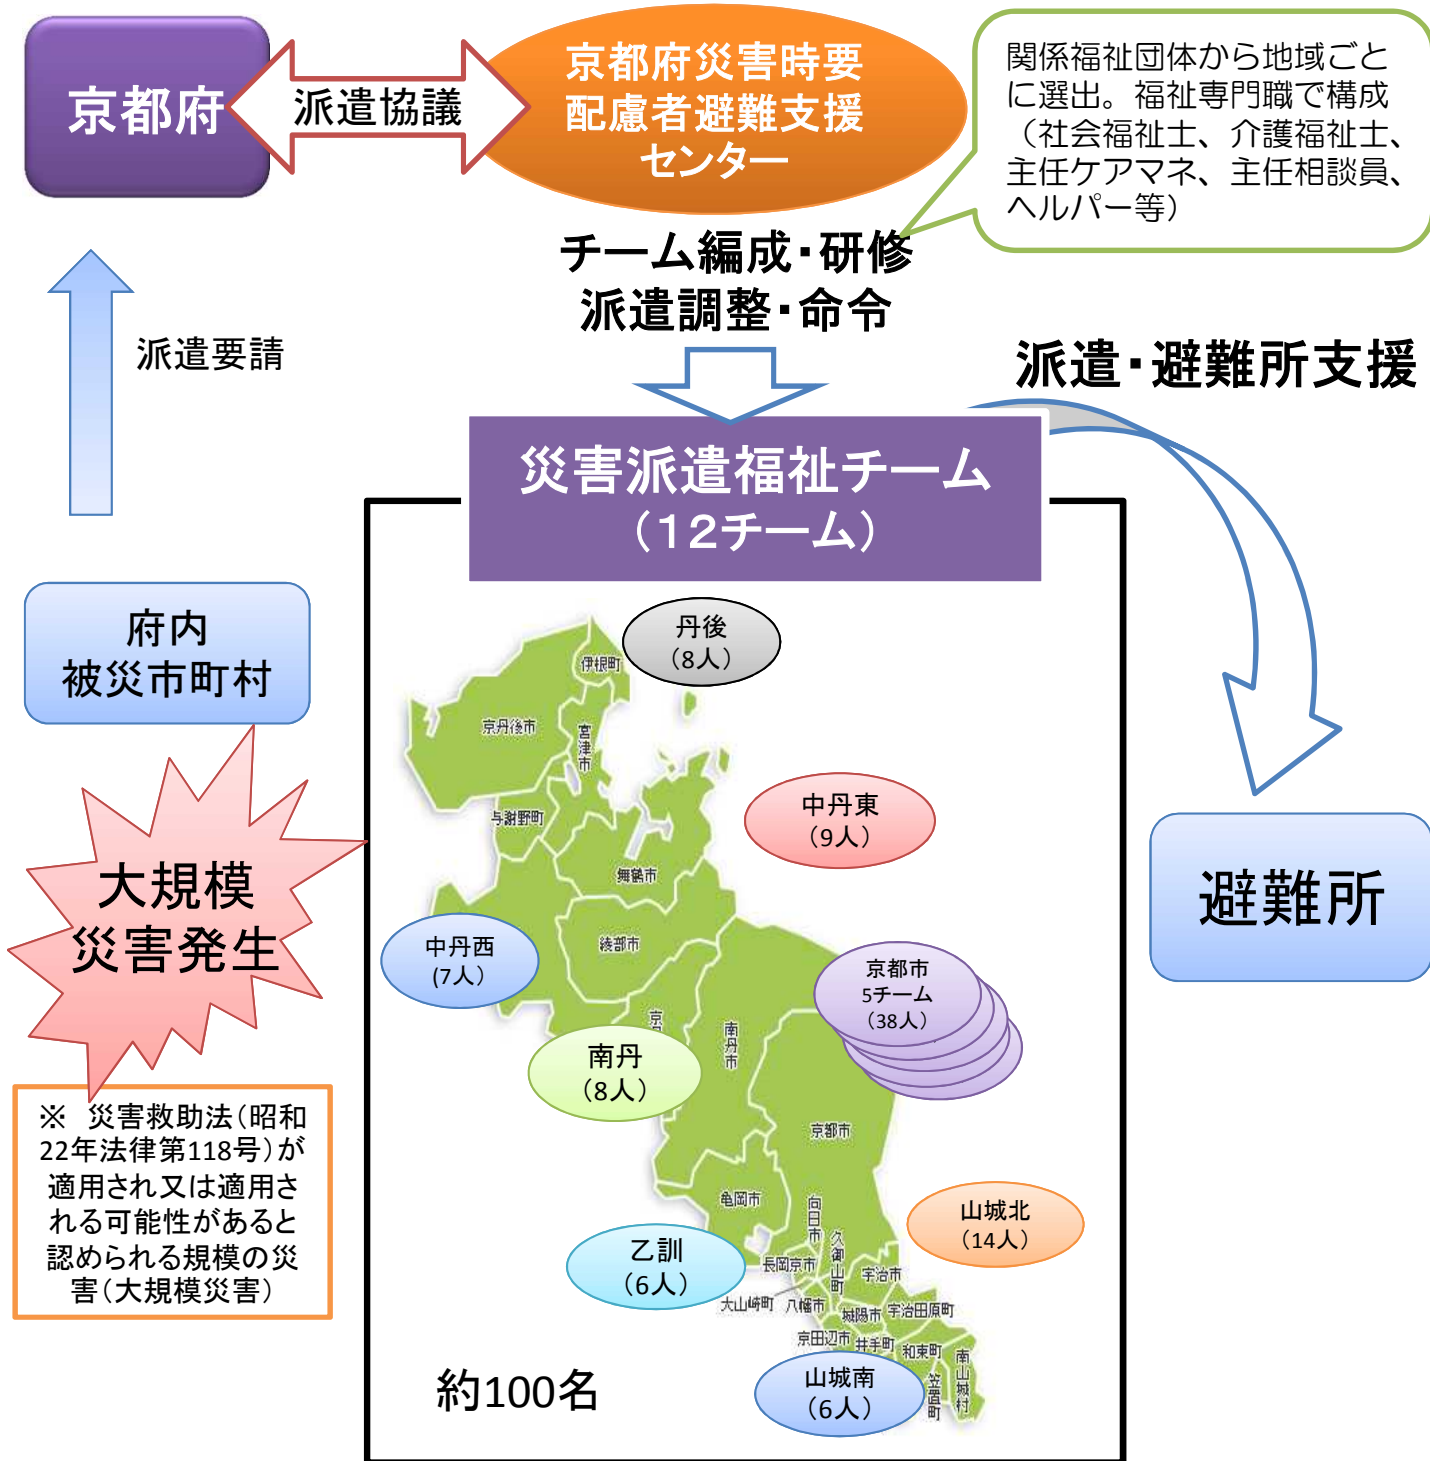 京都府
派遣協議
京都府災害時要
配慮者避難支援
センター
関係福祉団体から地域ごと
に選出。福祉専門職で構成
（社会福祉士、介護福祉士、
主任ケアマネ、主任相談員、
ヘルパー等）
チーム編成・研修
派遣調整・命令
派遣要請
派遣・避難所支援
災害派遣福祉チーム
（１２チーム）
府内
被災市町村
大規模
災害発生
※　災害救助法（昭和
22年法律第118号）が
適用され又は適用さ
れる可能性があると
認められる規模の災
害（大規模災害）
避難所
丹後
（8人）
伊根町
京丹後市
宮津市
与謝野町
中丹東
（9人）
舞鶴市
綾部市
中丹西
(7人）
京都市
5チーム
（38人）
南丹市
南丹
（8人）
京都市
亀岡市
向日市
久御山町
山城北
（14人）
乙訓
（6人）
長岡京市
宇治市
大山崎町
八幡市
城陽市
宇治田原町
京田辺市
井手町
和束町
南山城村
笠置町
山城南
（6人）
約100名